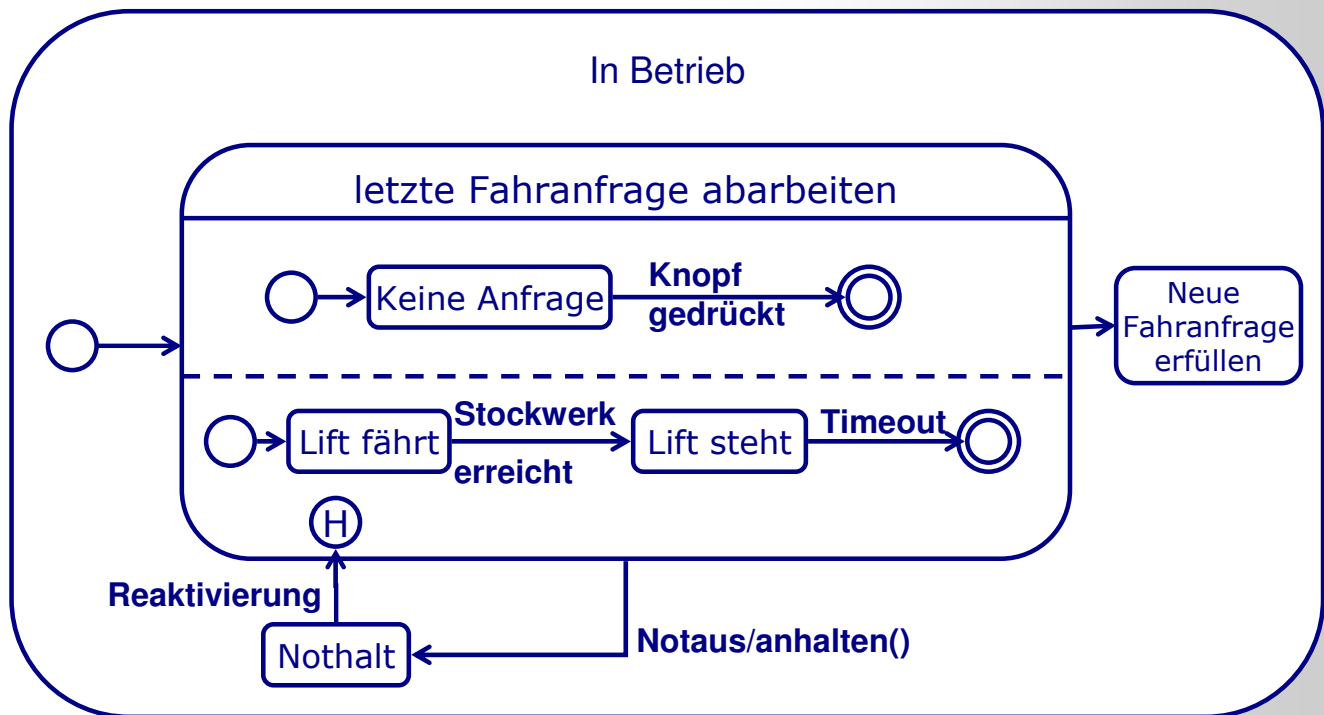 In Betrieb
letzte Fahranfrage abarbeiten
Keine Anfrage
Knopf
gedrückt
Neue
Fahranfrage
erfüllen
Lift fährt
Stockwerk
erreicht
Lift steht
Timeout
H
Reaktivierung
Nothalt
Notaus/anhalten()